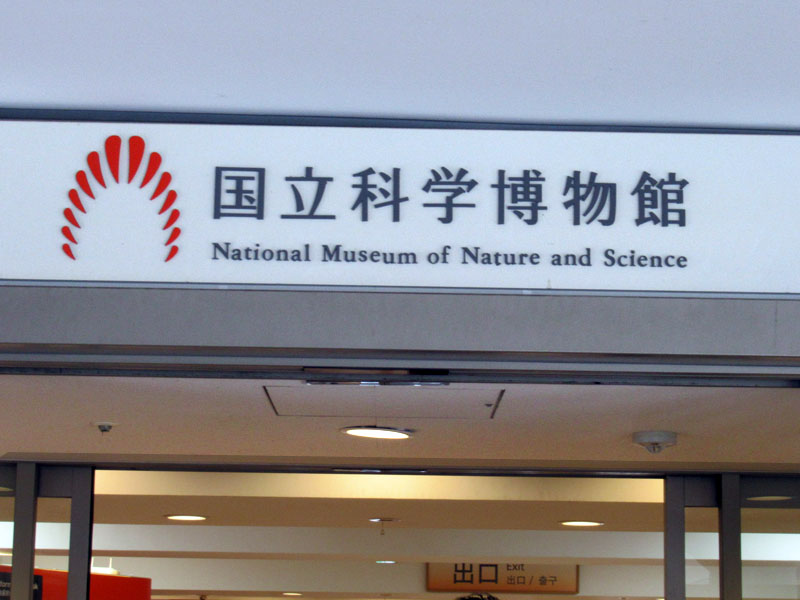 国立科学博物館
National Museum of Nature and Science
出口 Exit
出口 / 출구